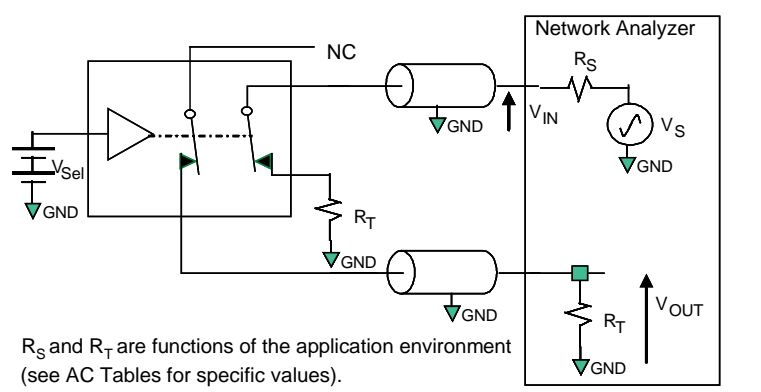 Network Analyzer
NC
R_S
V_IN
V_S
GND
GND
V_Sel
GND
R_T
GND
V_OUT
R_T
GND
GND
R_S and R_T are functions of the application environment
(see AC Tables for specific values).